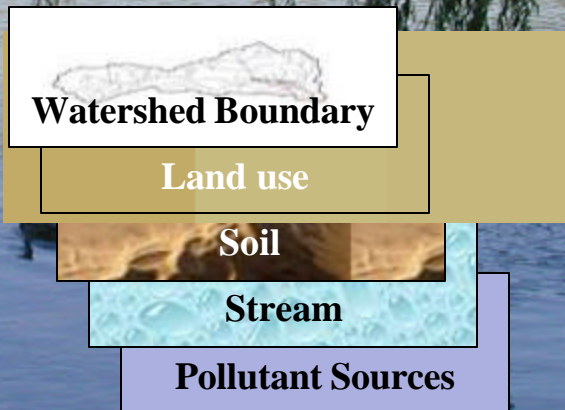 Watershed Boundary
Land use
Soil
Stream
Pollutant Sources